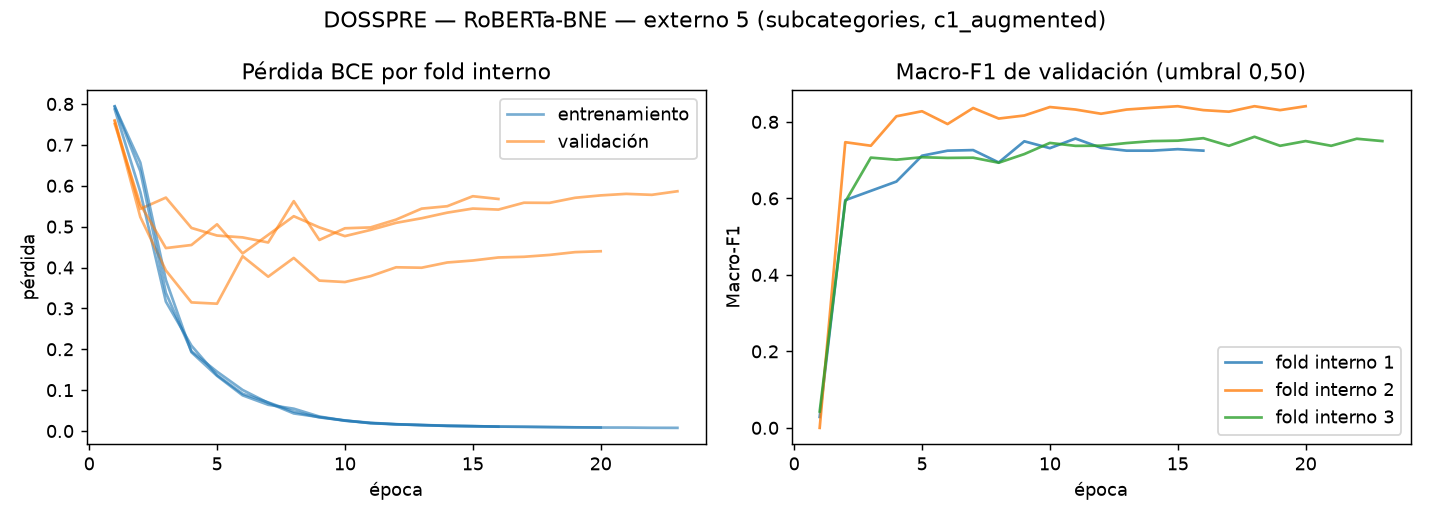 DOSSPRE — RoBERTa-BNE — externo 5 (subcategories, c1_augmented)
Pérdida BCE por fold interno
0.8
0.7
0.6
0.5
0.4
0.3
0.2
0.1
0.0
pérdida
entrenamiento
validación
0
5
10
15
20
época
Macro-F1 de validación (umbral 0,50)
0.8
0.6
0.4
0.2
0.0
Macro-F1
fold interno 1
fold interno 2
fold interno 3
0
5
10
15
20
época